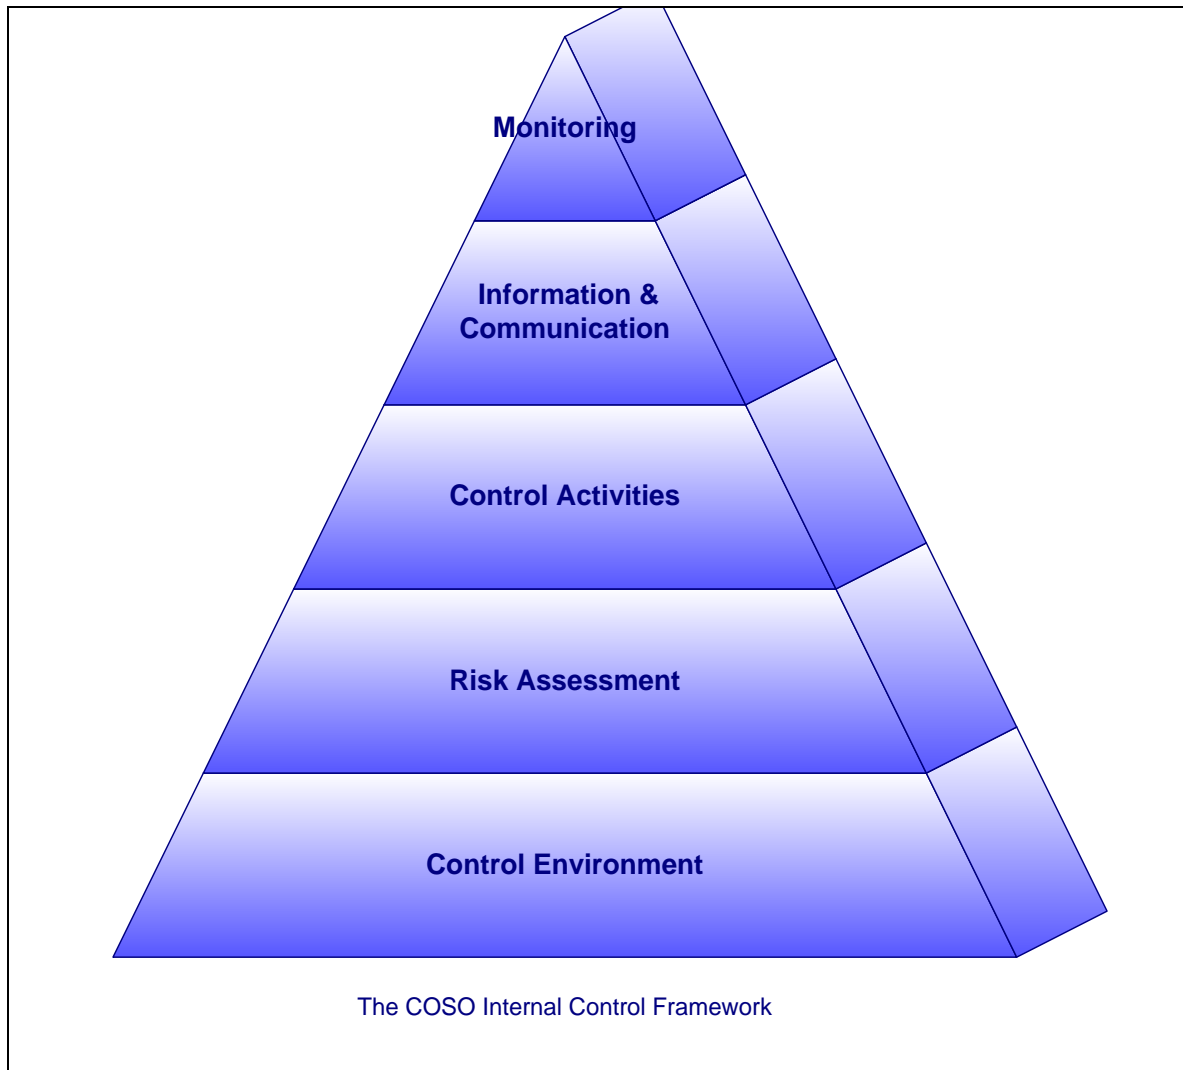 Monitoring
Information &
Communication
Control Activities
Risk Assessment
Control Environment
The COSO Internal Control Framework